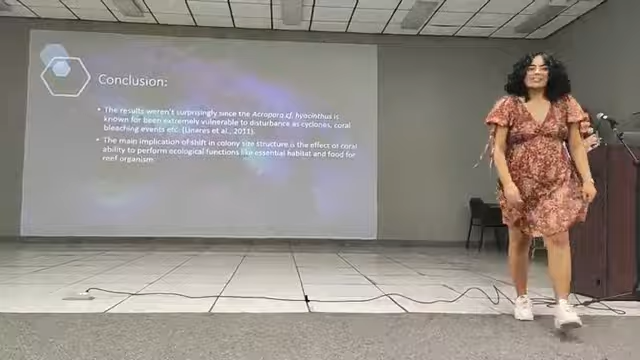 Conclusion:
• The results weren't surprisingly since the Acropora cf. hyacinthus is
known for been extremely vulnerable to disturbance as cyclones, coral
bleaching events etc. (Linares et al., 2011).
• The main implication of shift in colony size structure is the effect of coral
ability to perform ecological functions like essential habitat and food for
reef organism.